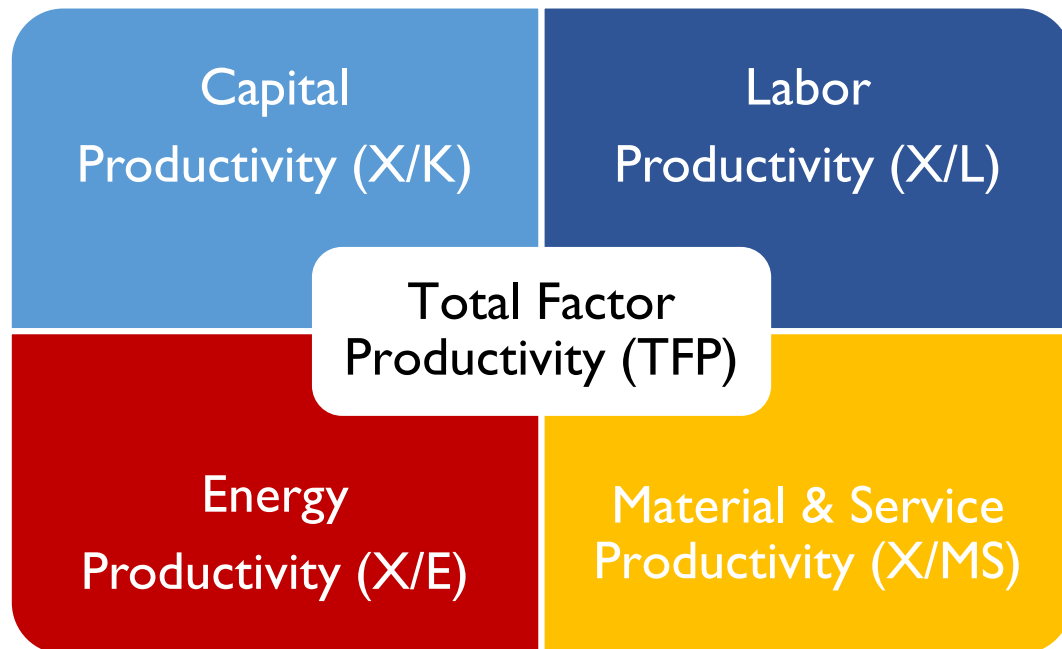 Capital
Productivity (X/K)
Labor
Productivity (X/L)
Total Factor
Productivity (TFP)
Energy
Productivity (X/E)
Material & Service
Productivity (X/MS)